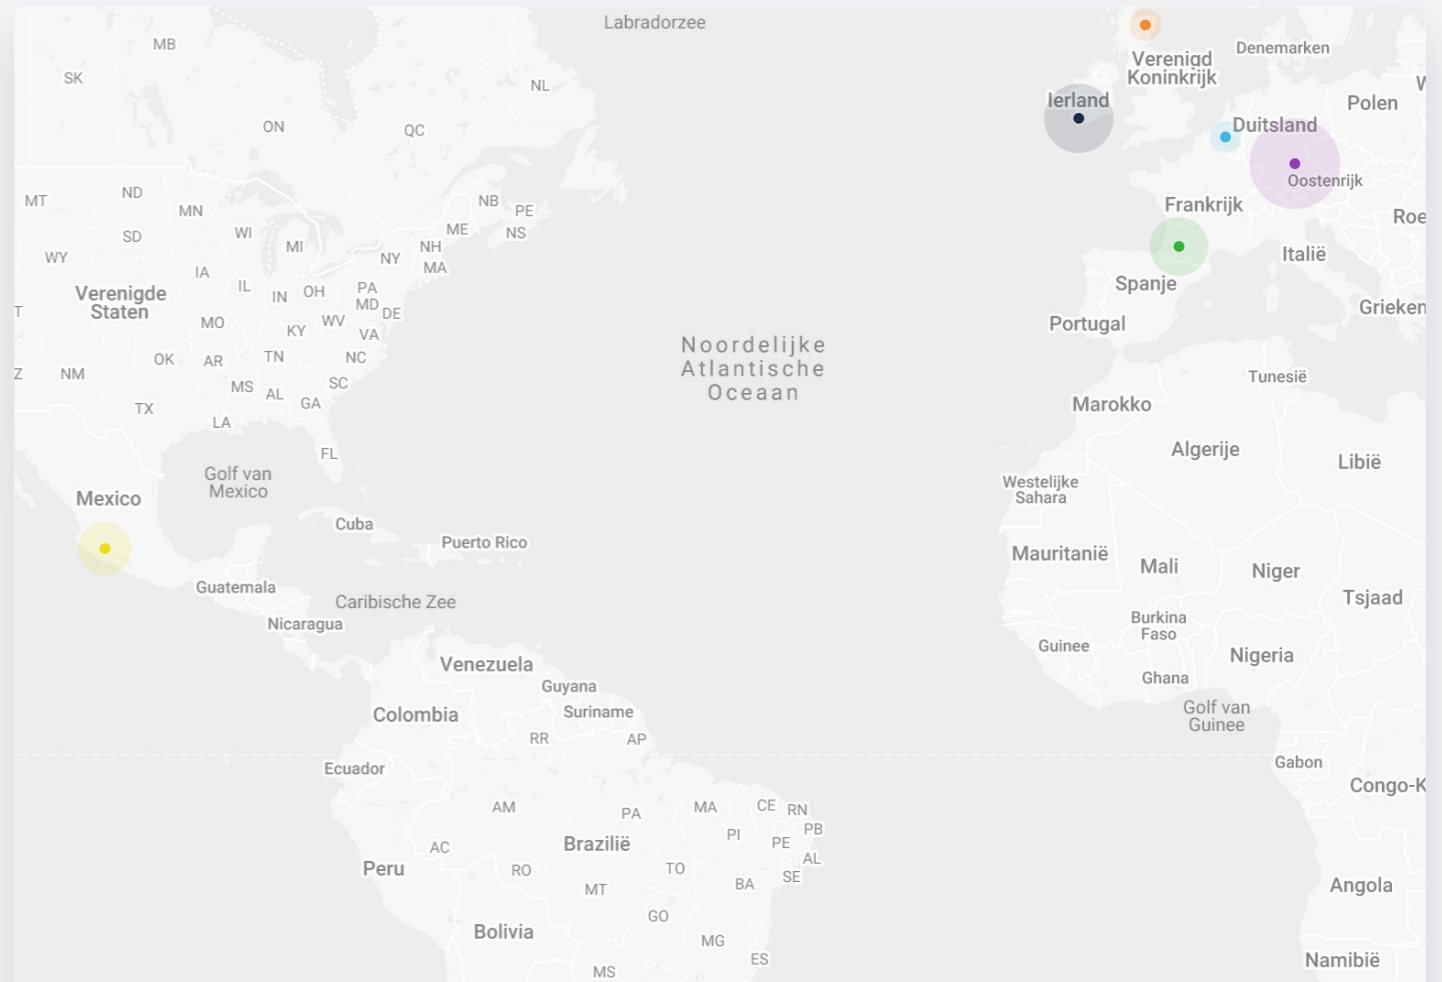 Labradorzee
MB
SK
NL
ON
QC
Verenigd
Koninkrijk
Denemarken
Ierland
Polen
Duitsland
Oostenrijk
Frankrijk
Roe
Italië
Spanje
Grieken
Portugal
MT
ND
MN
NB
PE
SD
WI
MI
ME
NS
NH
WY
NY
MA
IA
IL
IN
OH
PA
MD
DE
Verenigde
Staten
MO
KY
WV
VA
OK
AR
TN
NC
NM
MS
AL
SC
TX
GA
LA
FL
Noordelijke
Atlantische
Oceaan
Tunesië
Marokko
Algerije
Libië
Golf van
Mexico
Mexico
Westelijke
Sahara
Cuba
Puerto Rico
Mauritanië
Mali
Niger
Guatemala
Caribische Zee
Tsjaad
Nicaragua
Burkina
Faso
Guinee
Nigeria
Venezuela
Guyana
Ghana
Colombia
Suriname
Golf van
Guinee
RR
AP
Ecuador
Gabon
Congo-K
AM
PA
MA
CE
RN
PB
PI
PE
AC
Brazilië
AL
Peru
RO
TO
SE
MT
BA
Angola
GO
Bolivia
MG
ES
Namibië
MS